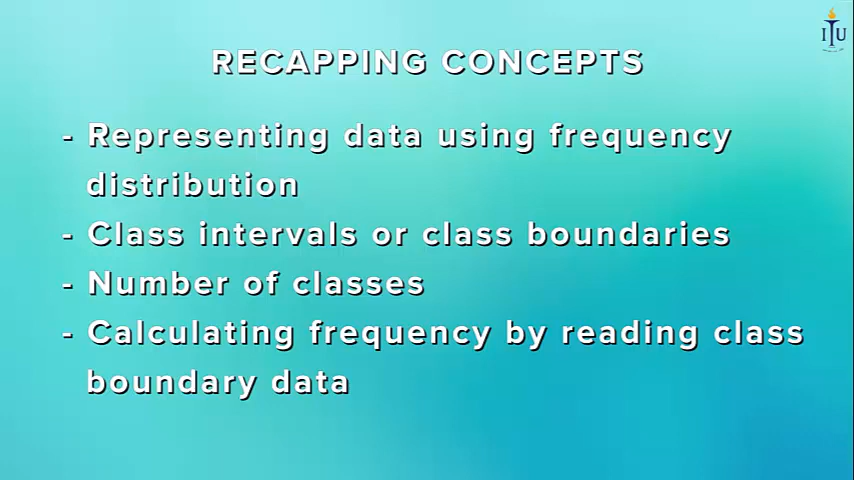 ITU
RECAPPING CONCEPTS
- Representing data using frequency
distribution
- Class intervals or class boundaries
- Number of classes
- Calculating frequency by reading class
boundary data